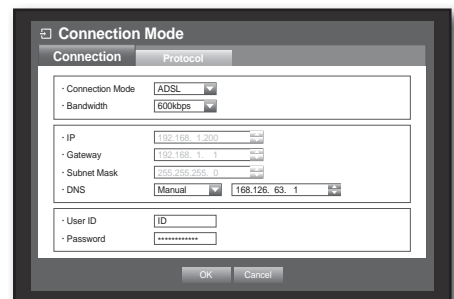 Connection Mode
Connection Protocol
· Connection Mode ADSL
· Bandwidth 600kbps
· IP 192.168. 1.200
· Gateway 192.168. 1. 1
· Subnet Mask 255.255.255. 0
· DNS Manual 168.126. 63. 1
· User ID ID
· Password ************
OK Cancel